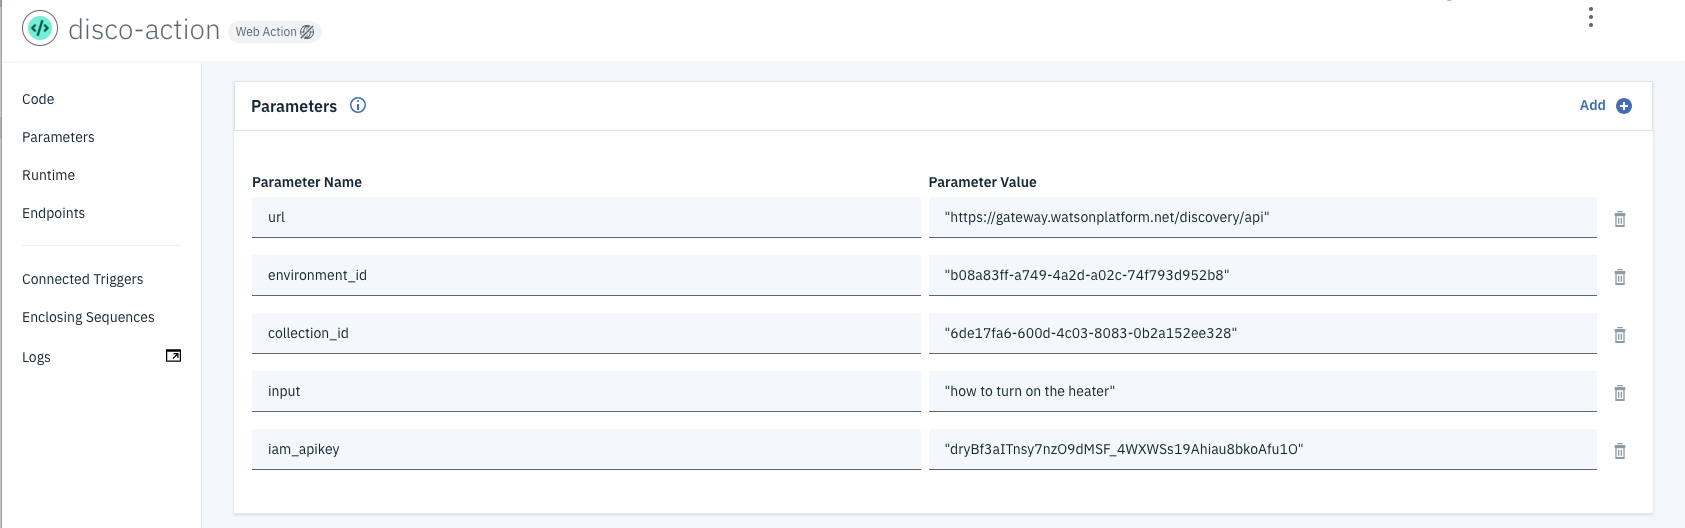 disco-action Web Action
Code
Parameters
Runtime
Endpoints
Connected Triggers
Enclosing Sequences
Logs
Parameters
Add
Parameter Name Parameter Value
url "https://gateway.watsonplatform.net/discovery/api"
environment_id "b08a83ff-a749-4a2d-a02c-74f793d952b8"
collection_id "6de17fa6-600d-4c03-8083-0b2a152ee328"
input "how to turn on the heater"
iam_apikey "dryBf3aITnsy7nzO9dMSF_4WXWSs19Ahiau8bkoAfu1O"